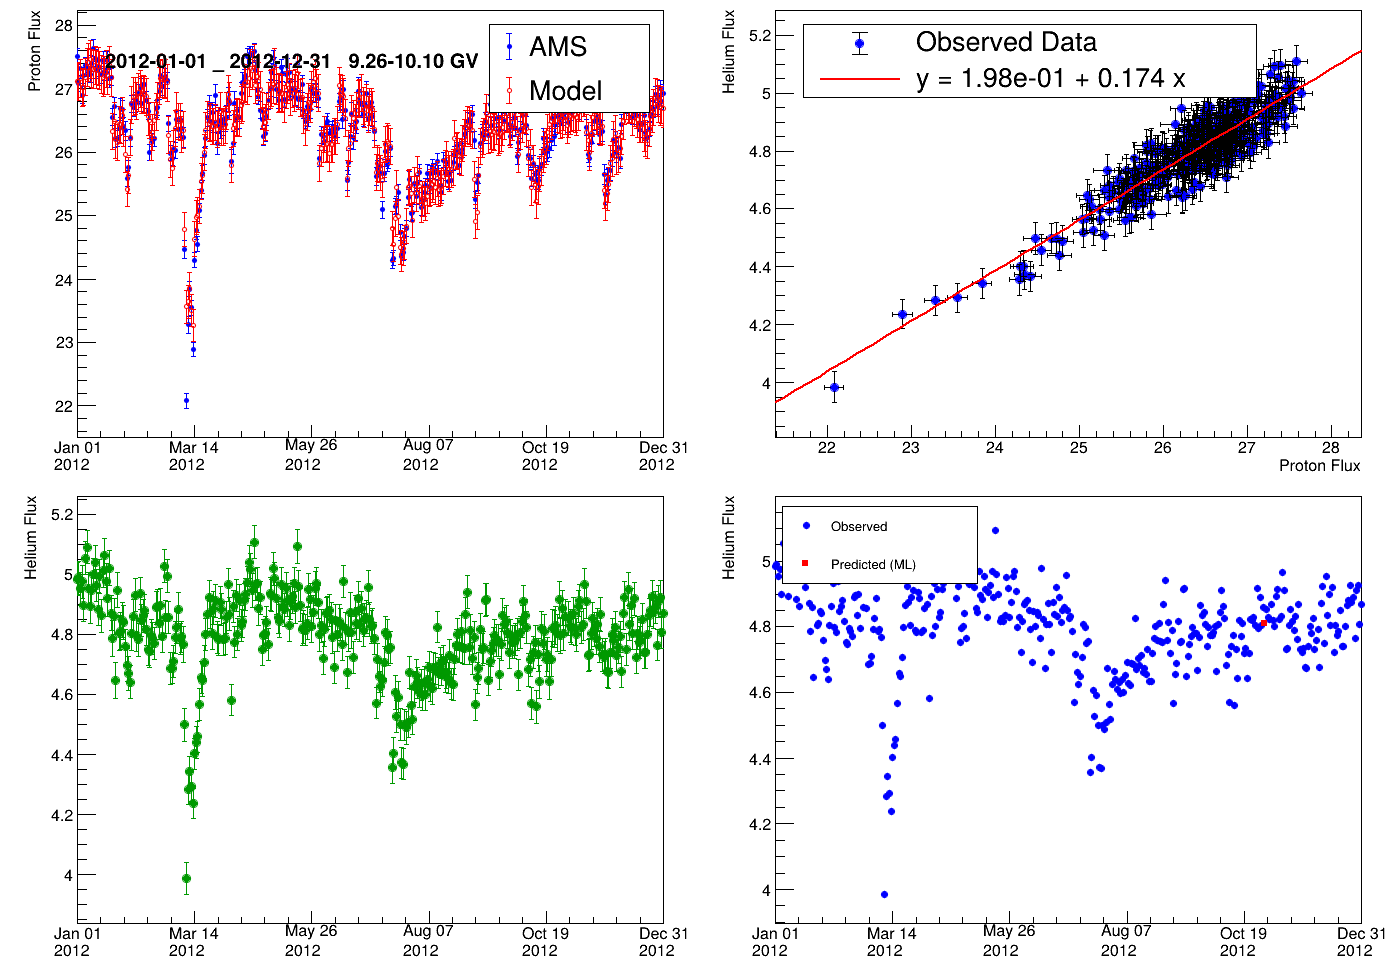 Proton Flux
28
27
26
25
24
23
22
2012-01-01 _ 2012-12-31 9.26-10.10 GV
AMS
Model
Jan 01 Mar 14 May 26 Aug 07 Oct 19 Dec 31
2012 2012 2012 2012 2012 2012
Helium Flux
5.2
5
4.8
4.6
4.4
4.2
4
Observed Data
y = 1.98e-01 + 0.174 x
22 23 24 25 26 27 28
Proton Flux
Helium Flux
5.2
5
4.8
4.6
4.4
4.2
4
Jan 01 Mar 14 May 26 Aug 07 Oct 19 Dec 31
2012 2012 2012 2012 2012 2012
Helium Flux
5
4.8
4.6
4.4
4.2
4
Observed
Predicted (ML)
Jan 01 Mar 14 May 26 Aug 07 Oct 19 Dec 31
2012 2012 2012 2012 2012 2012